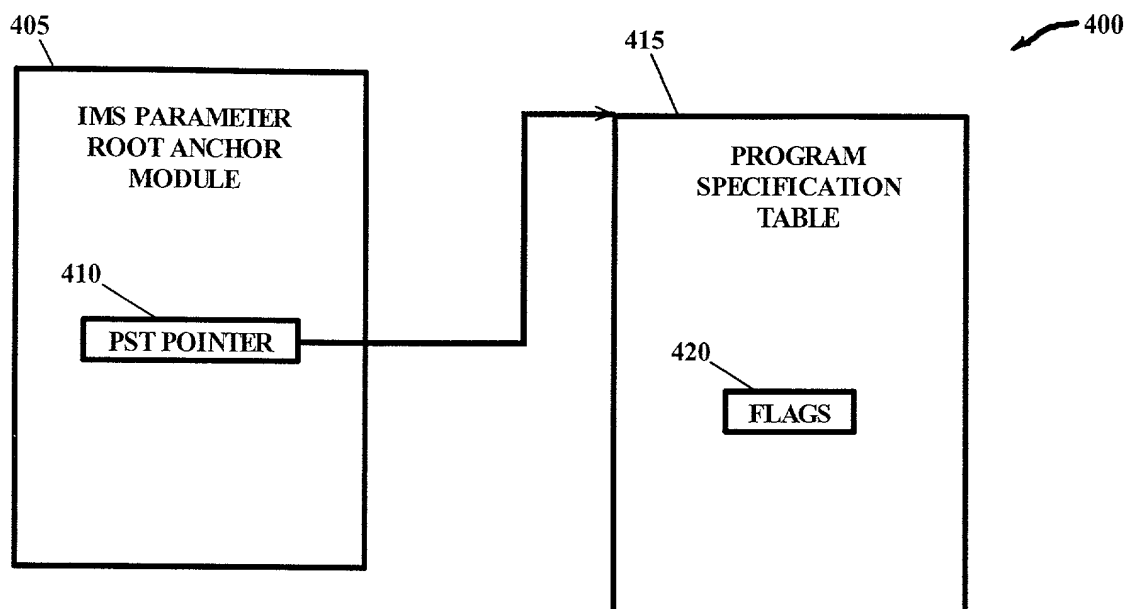 405
400
415
IMS PARAMETER
ROOT ANCHOR
MODULE
PROGRAM
SPECIFICATION
TABLE
410
PST POINTER
420
FLAGS